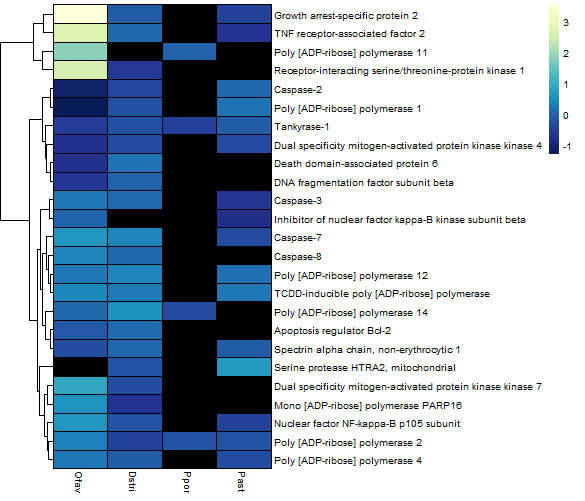 Growth arrest-specific protein 2
TNF receptor-associated factor 2
Poly [ADP-ribose] polymerase 11
Receptor-interacting serine/threonine-protein kinase 1
Caspase-2
Poly [ADP-ribose] polymerase 1
Tankyrase-1
Dual specificity mitogen-activated protein kinase kinase 4
Death domain-associated protein 6
DNA fragmentation factor subunit beta
Caspase-3
Inhibitor of nuclear factor kappa-B kinase subunit beta
Caspase-7
Caspase-8
Poly [ADP-ribose] polymerase 12
TCDD-inducible poly [ADP-ribose] polymerase
Poly [ADP-ribose] polymerase 14
Apoptosis regulator Bcl-2
Spectrin alpha chain, non-erythrocytic 1
Serine protease HTRA2, mitochondrial
Dual specificity mitogen-activated protein kinase kinase 7
Mono [ADP-ribose] polymerase PARP16
Nuclear factor NF-kappa-B p105 subunit
Poly [ADP-ribose] polymerase 2
Poly [ADP-ribose] polymerase 4
Ofav
Dstri
Ppor
Past
3
2
1
0
-1